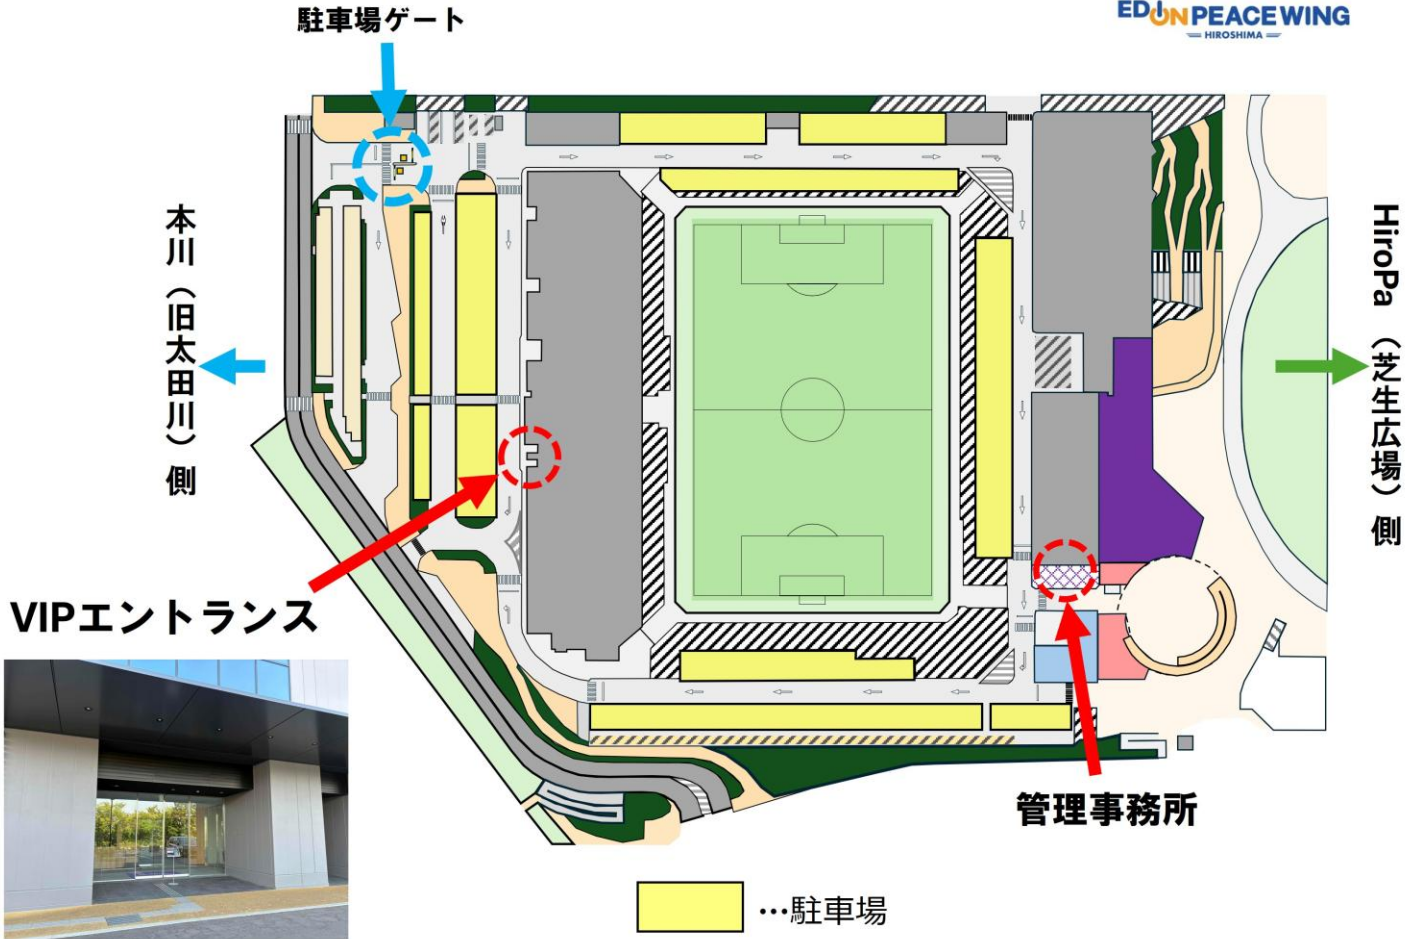 駐車場ゲート
EDION PEACE WING
HIROSHIMA
本川（旧太田川）側
HiroPa（芝生広場）側
VIPエントランス
管理事務所
…駐車場